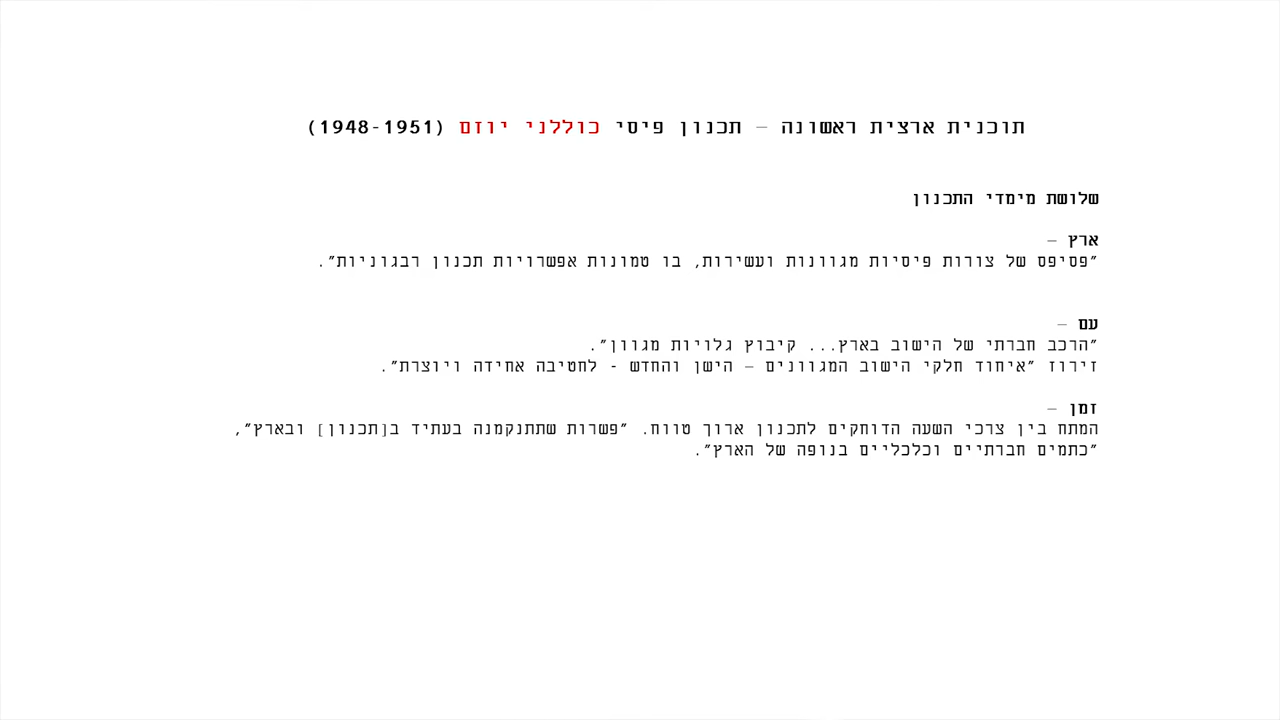 תוכנית ארצית ראשונה – תכנון פיסי כוללני יוזם (1948-1951)
שלושת מימדי התכנון
ארץ –
"פסיפס של צורות פיסיות מגוונות ועשירות, בו טמונות אפשרויות תכנון רבגוניות".
עם –
"הרכב חברתי של הישוב בארץ... קיבוץ גלויות מגוון".
זירוז "איחוד חלקי הישוב המגוונים – הישן והחדש - לחטיבה אחידה ויוצרת".
זמן –
המתח בין צרכי השעה הדוחקים לתכנון ארוך טווח. "פשרות שתתנקמנה בעתיד ב[תכנון] ובארץ",
"כתמים חברתיים וכלכליים בנופה של הארץ".